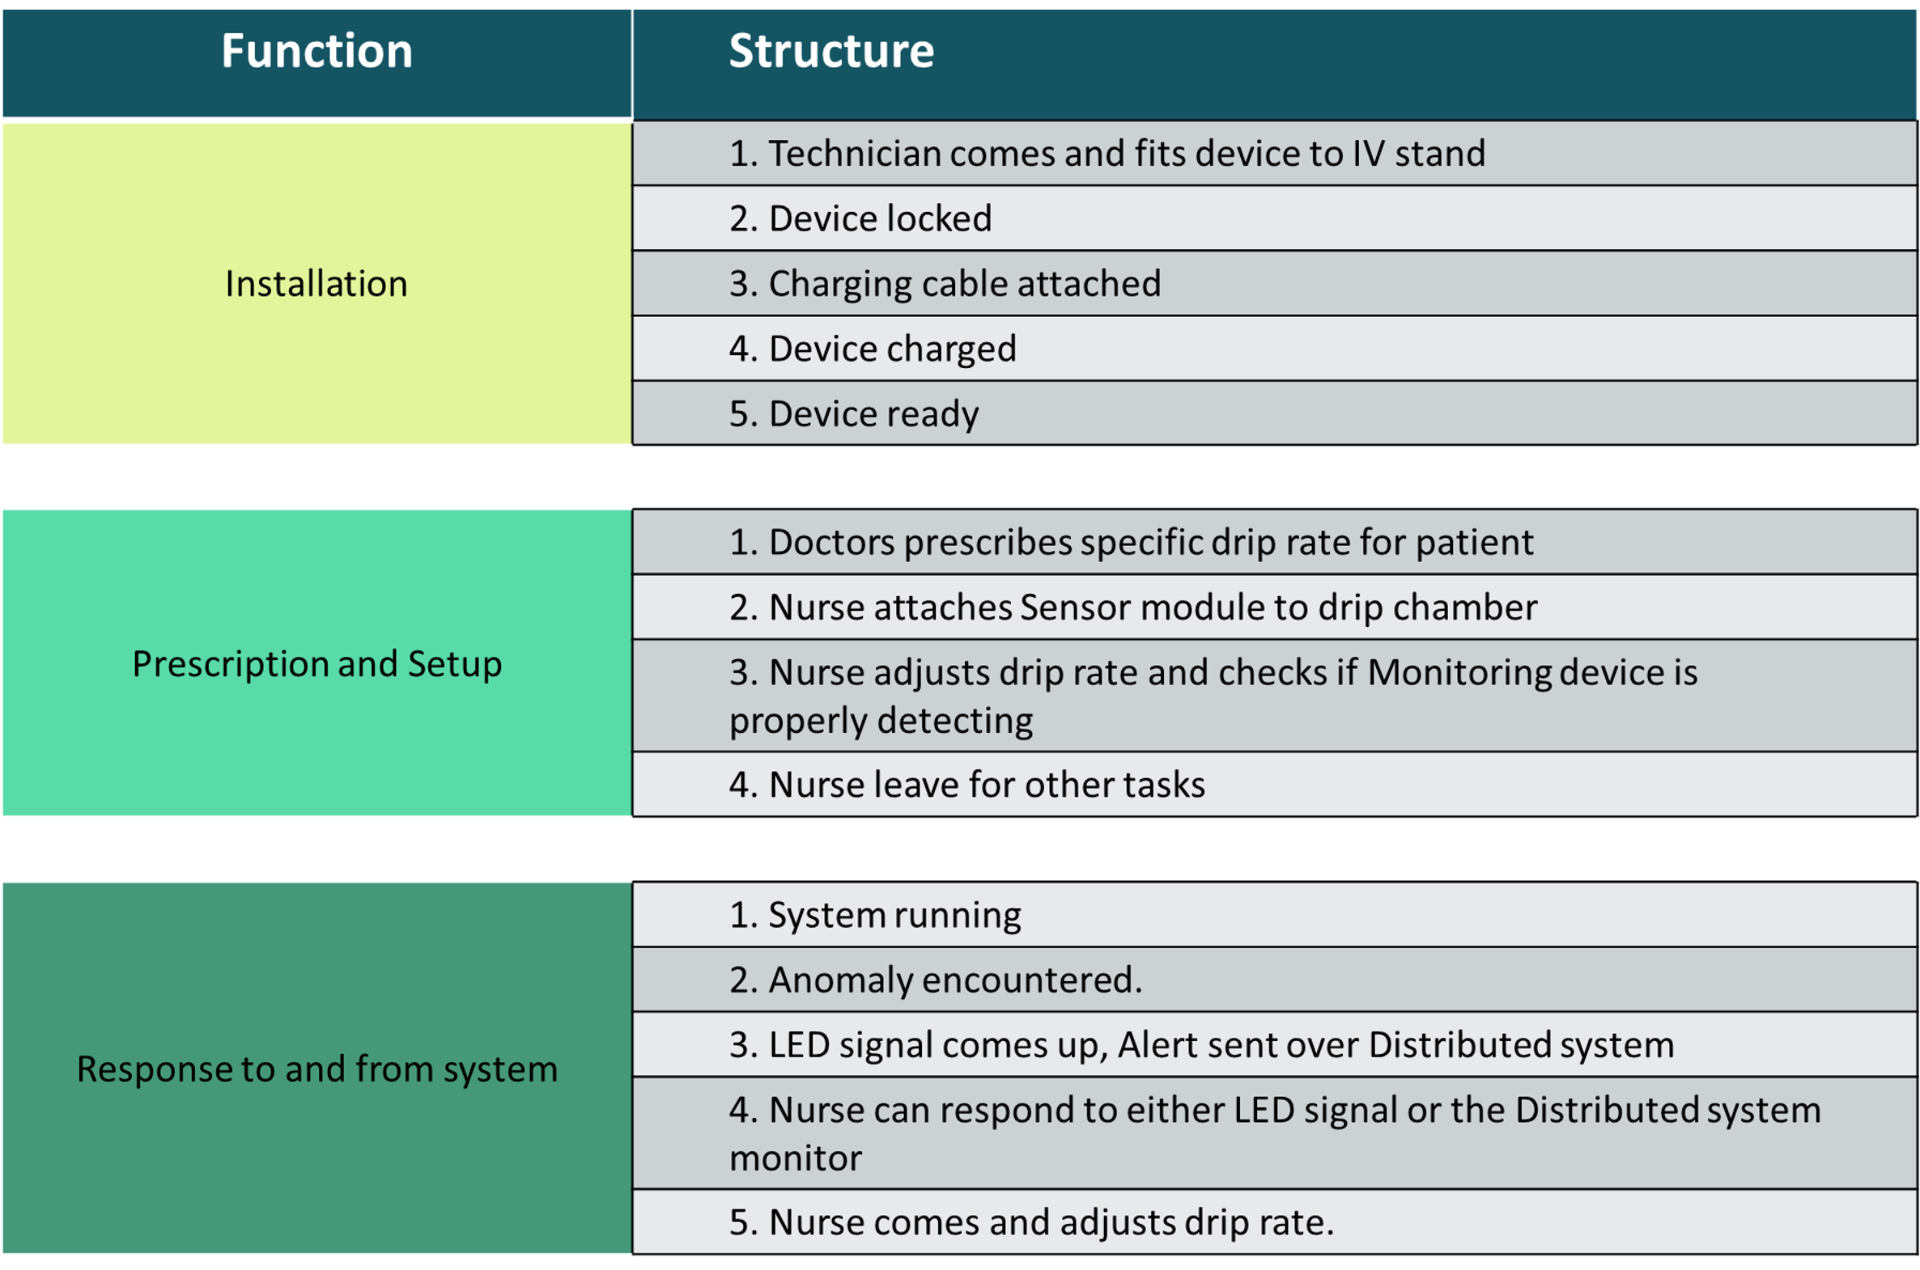 Function
Structure
Installation
1. Technician comes and fits device to IV stand
2. Device locked
3. Charging cable attached
4. Device charged
5. Device ready
Prescription and Setup
1. Doctors prescribes specific drip rate for patient
2. Nurse attaches Sensor module to drip chamber
3. Nurse adjusts drip rate and checks if Monitoring device is
properly detecting
4. Nurse leave for other tasks
Response to and from system
1. System running
2. Anomaly encountered.
3. LED signal comes up, Alert sent over Distributed system
4. Nurse can respond to either LED signal or the Distributed system
monitor
5. Nurse comes and adjusts drip rate.